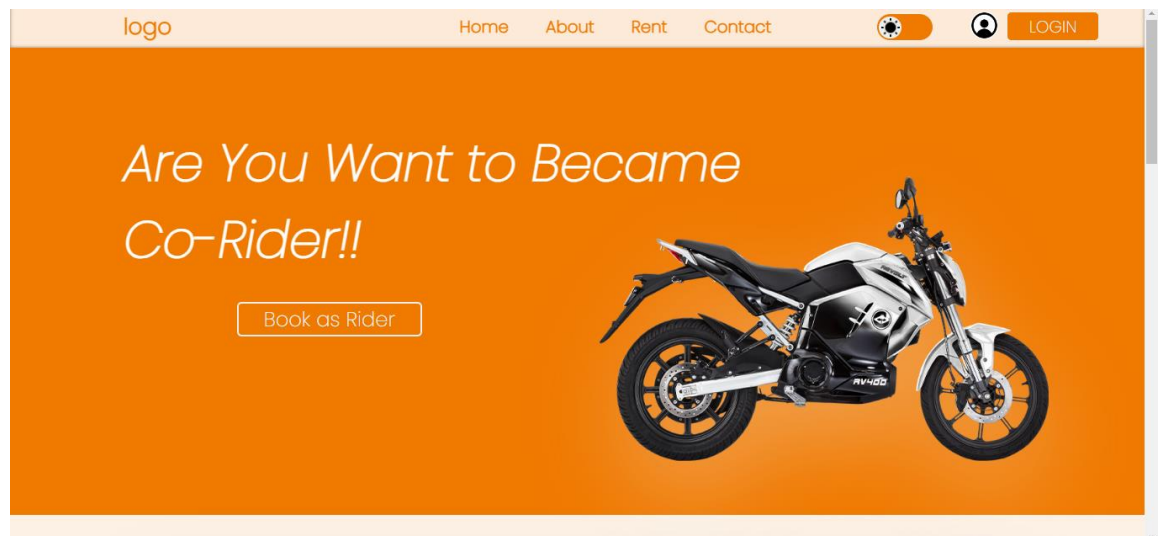 logo
Home About Rent Contact
LOGIN
Are You Want to Became
Co-Rider!!
Book as Rider
RV400